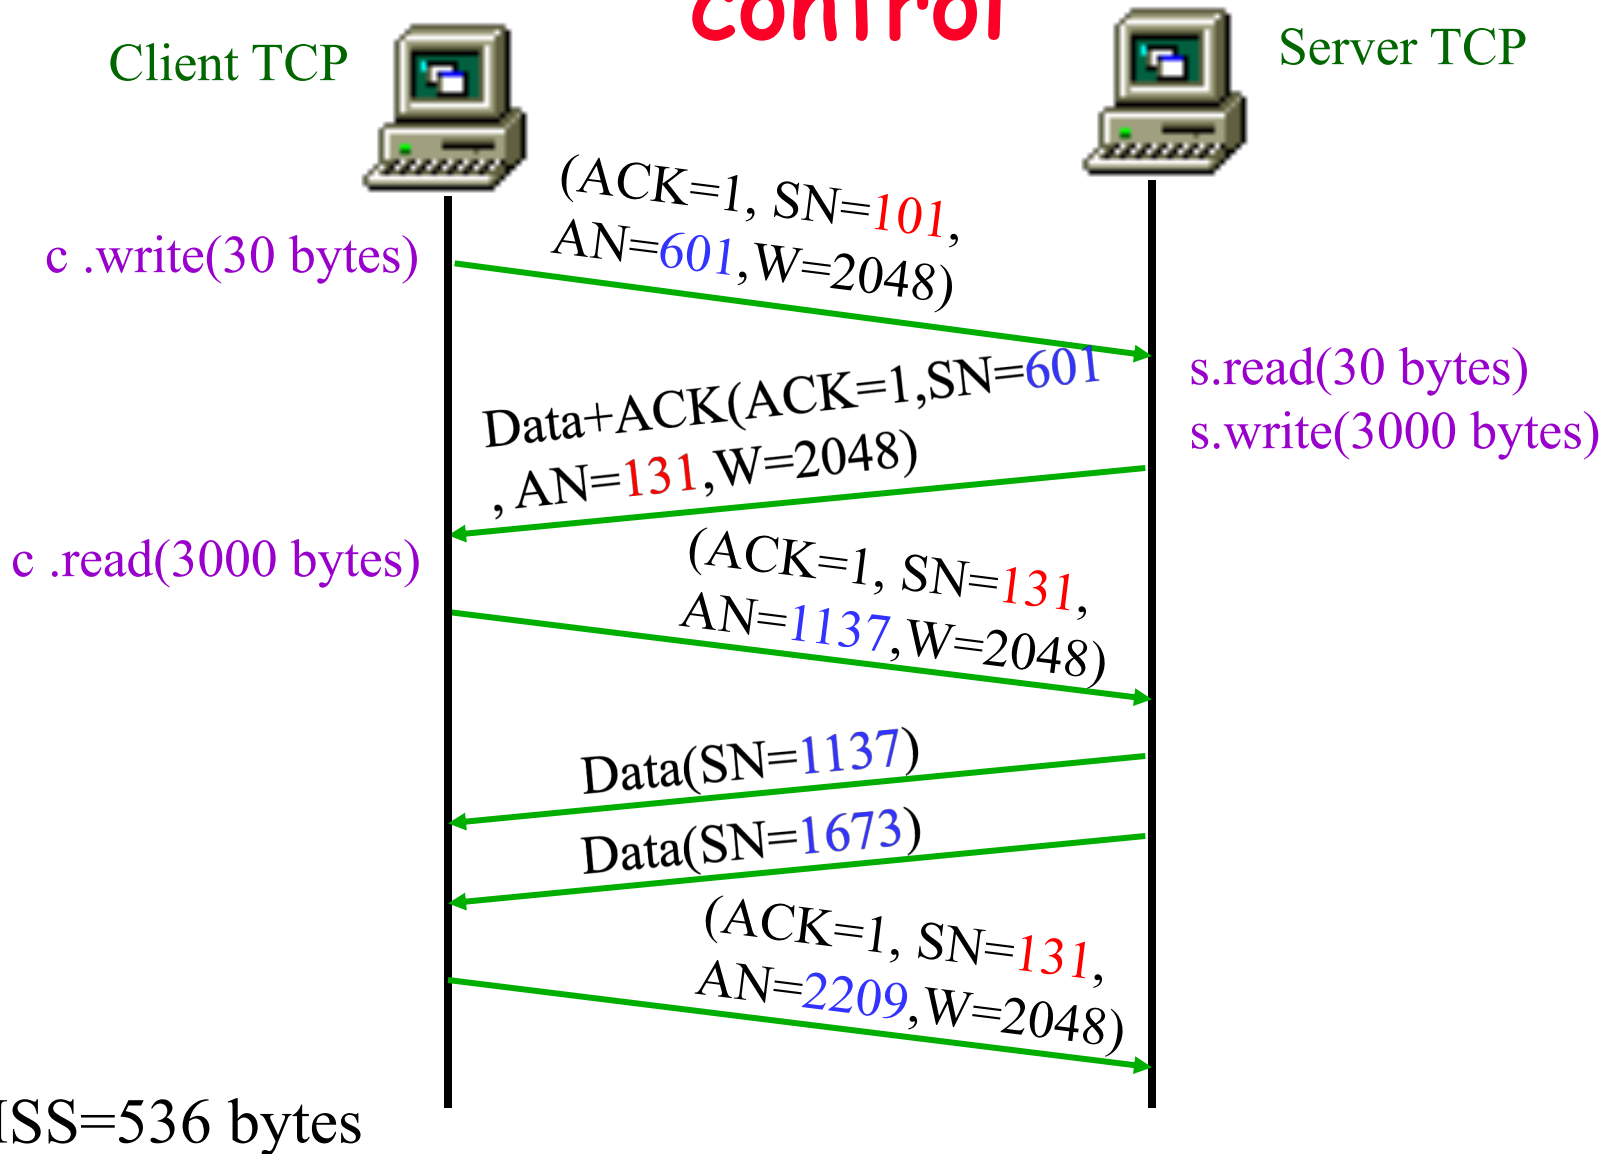 control
Client TCP
Server TCP
(ACK=1, SN=101,
AN=601,W=2048)
c .write(30 bytes)
s.read(30 bytes)
s.write(3000 bytes)
Data+ACK(ACK=1,SN=601
, AN=131,W=2048)
c .read(3000 bytes)
(ACK=1, SN=131,
AN=1137,W=2048)
Data(SN=1137)
Data(SN=1673)
(ACK=1, SN=131,
AN=2209,W=2048)
SS=536 bytes